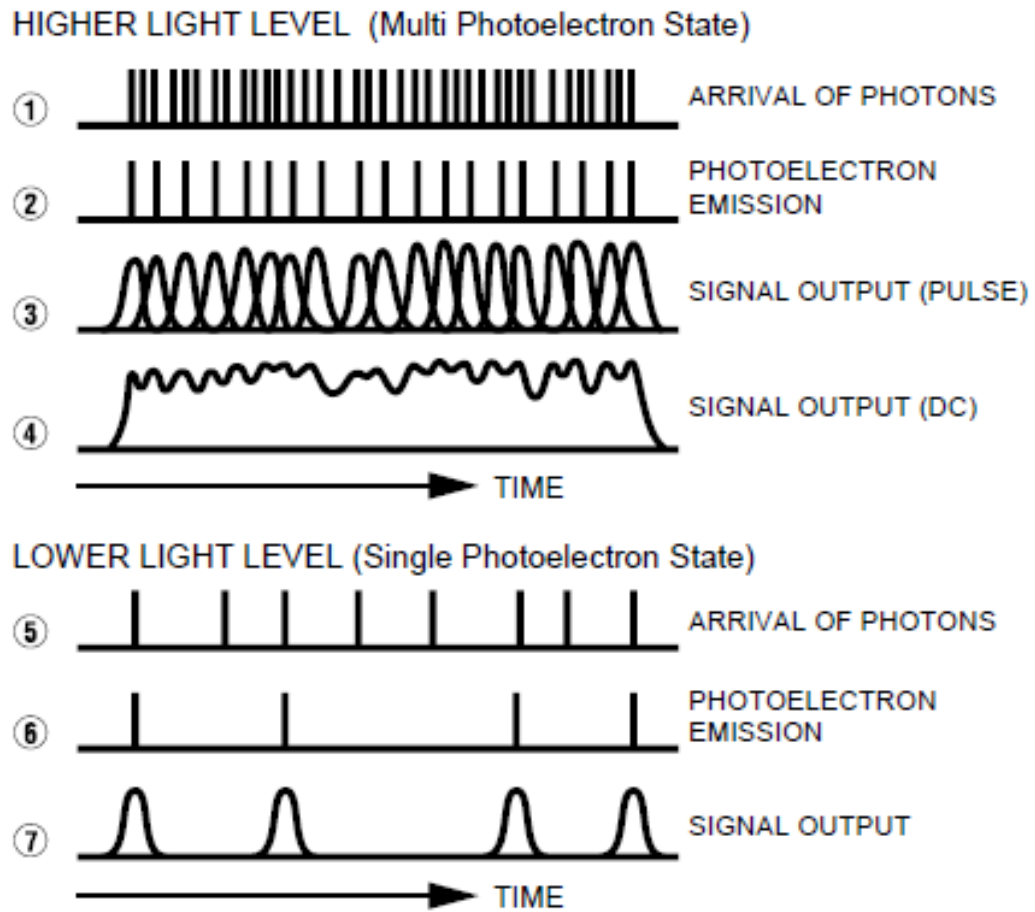 HIGHER LIGHT LEVEL (Multi Photoelectron State)
① ARRIVAL OF PHOTONS
② PHOTOELECTRON
EMISSION
③ SIGNAL OUTPUT (PULSE)
④ SIGNAL OUTPUT (DC)
TIME
LOWER LIGHT LEVEL (Single Photoelectron State)
⑤ ARRIVAL OF PHOTONS
⑥ PHOTOELECTRON
EMISSION
⑦ SIGNAL OUTPUT
TIME